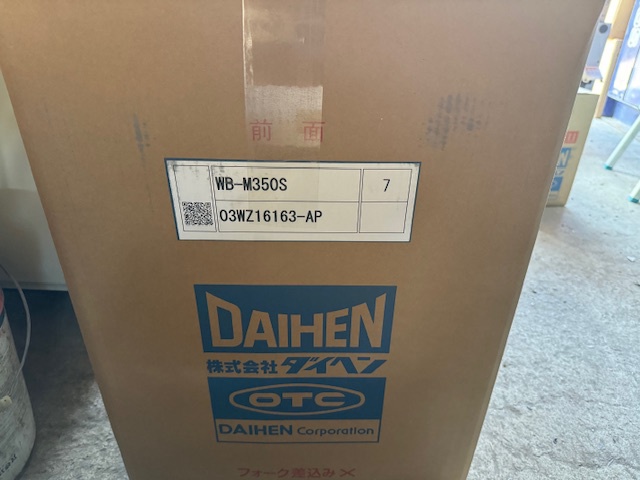 前面
WB-M350S 7
03WZ16163-AP
DAIHEN
株式会社ダイヘン
OTC
DAIHEN Corporation
フォーク差込み×